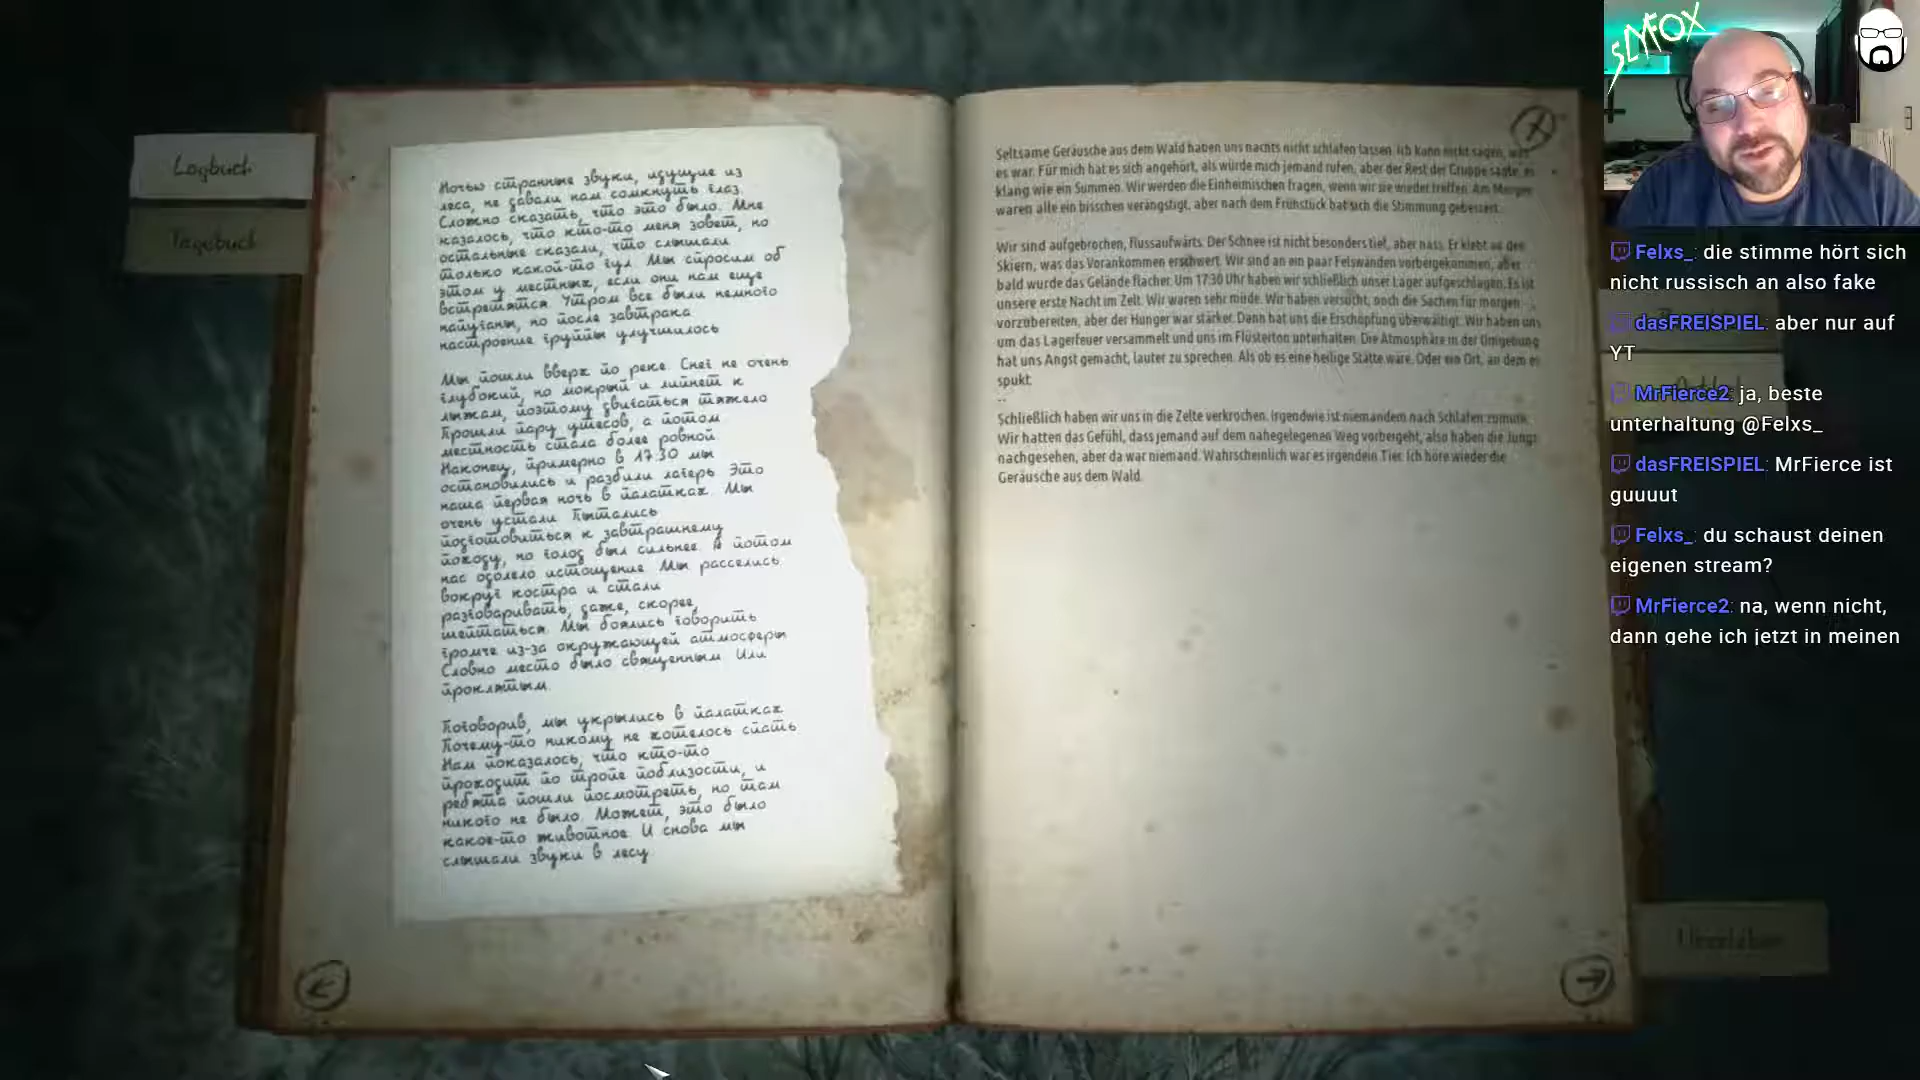 SLYFOX
Logbuch
Tagebuch
Ночью странные звуки, идущие из
леса, не давали нам сомкнуть глаз.
Сложно сказать, что это было. Мне
казалось, что кто-то меня зовет, но
остальные сказали, что слышали
только какой-то гул. Мы спросим об
этом у местных, если они нам еще
встретятся. Утром все были немного
напуганы, но после завтрака
настроение группы улучшилось
Мы пошли вверх по реке. Снег не очень
глубокий, но мокрый и липнет к
лыжам, поэтому двигаться тяжело
Прошли пару утесов, а потом
местность стала более ровной
Наконец, примерно в 17:30 мы
остановились и разбили лагерь. Это
наша первая ночь в палатках. Мы
очень устали. Пытались
подготовиться к завтрашнему
походу, но голод был сильнее. А потом
нас одолело истощение. Мы расселись
вокруг костра и стали
разговаривать, даже, скорее,
шептаться. Мы боялись говорить
громче из-за окружающей атмосферы
Словно место было священным. Или
проклятым.
Поговорив, мы укрылись в палатках
Почему-то никому не хотелось спать
Нам показалось, что кто-то
проходит по тропе поблизости, и
ребята пошли посмотреть, но там
никого не было. Может, это было
какое-то животное. И снова мы
слышали звуки в лесу
Seltsame Geräusche aus dem Wald haben uns nachts nicht schlafen lassen. Ich kann nicht sagen, was
es war. Für mich hat es sich angehört, als würde mich jemand rufen, aber der Rest der Gruppe sagte, es
klang wie ein Summen. Wir werden die Einheimischen fragen, wenn wir sie wieder treffen. Am Morgen
waren alle ein bisschen verängstigt, aber nach dem Frühstück hat sich die Stimmung gebessert.
--
Wir sind aufgebrochen, flussaufwärts. Der Schnee ist nicht besonders tief, aber nass. Er klebt an den
Skiern, was das Vorankommen erschwert. Wir sind an ein paar Felswänden vorbergekommen, aber
bald wurde das Gelände flacher. Um 17:30 Uhr haben wir schließlich unser Lager aufgeschlagen. Es ist
unsere erste Nacht im Zelt. Wir waren sehr müde. Wir haben versucht, noch die Sachen für morgen
vorzubereiten, aber der Hunger war stärker. Dann hat uns die Erschöpfung überwältigt. Wir haben uns
um das Lagerfeuer versammelt und uns im Flüsterton unterhalten. Die Atmosphäre in der Umgebung
hat uns Angst gemacht, lauter zu sprechen. Als ob es eine heilige Stätte wäre. Oder ein Ort, an dem es
spukt.
--
Schließlich haben wir uns in die Zelte verkrochen. Irgendwie ist niemandem nach Schlafen zumute.
Wir hatten das Gefühl, dass jemand auf dem nahegelegenen Weg vorbergeht, also haben die Jungs
nachgesehen, aber da war niemand. Wahrscheinlich war es irgendein Tier. Ich höre wieder die
Geräusche aus dem Wald.
Felxs_: die stimme hört sich
nicht russisch an also fake
dasFREISPIEL: aber nur auf
YT
MrFierce2: ja, beste
unterhaltung @Felxs_
dasFREISPIEL: MrFierce ist
guuuut
Felxs_: du schaust deinen
eigenen stream?
MrFierce2: na, wenn nicht,
dann gehe ich jetzt in meinen